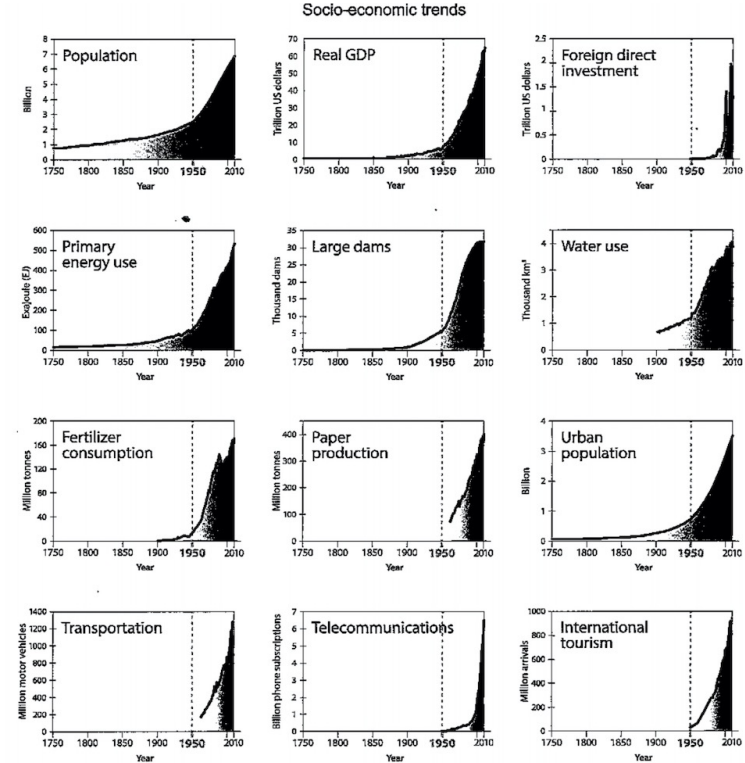 Socio-economic trends
Population
Billion
8
7
6
5
4
3
2
1
0
1750 1800 1850 1900 1950 2010
Year
Real GDP
Trillion US dollars
70
60
50
40
30
20
10
0
1750 1800 1850 1900 1950 2010
Year
Foreign direct
investment
Trillion US dollars
2.5
2
1.5
1
0.5
0
1750 1800 1850 1900 1950 2010
Year
Primary
energy use
Exajoule (EJ)
600
500
400
300
200
100
0
1750 1800 1850 1900 1950 2010
Year
Large dams
Thousand dams
35
30
25
20
15
10
5
0
1750 1800 1850 1900 1950 2010
Year
Water use
Thousand km³
4
3
2
1
0
1750 1800 1850 1900 1950 2010
Year
Fertilizer
consumption
Million tonnes
200
160
120
80
40
0
1750 1800 1850 1900 1950 2010
Year
Paper
production
Million tonnes
400
300
200
100
0
1750 1800 1850 1900 1950 2010
Year
Urban
population
Billion
4
3
2
1
0
1750 1800 1850 1900 1950 2010
Year
Transportation
Million motor vehicles
1400
1200
1000
800
600
400
200
0
1750 1800 1850 1900 1950 2010
Year
Telecommunications
Billion phone subscriptions
7
6
5
4
3
2
1
0
1750 1800 1850 1900 1950 2010
Year
International
tourism
Million arrivals
1000
800
600
400
200
0
1750 1800 1850 1900 1950 2010
Year